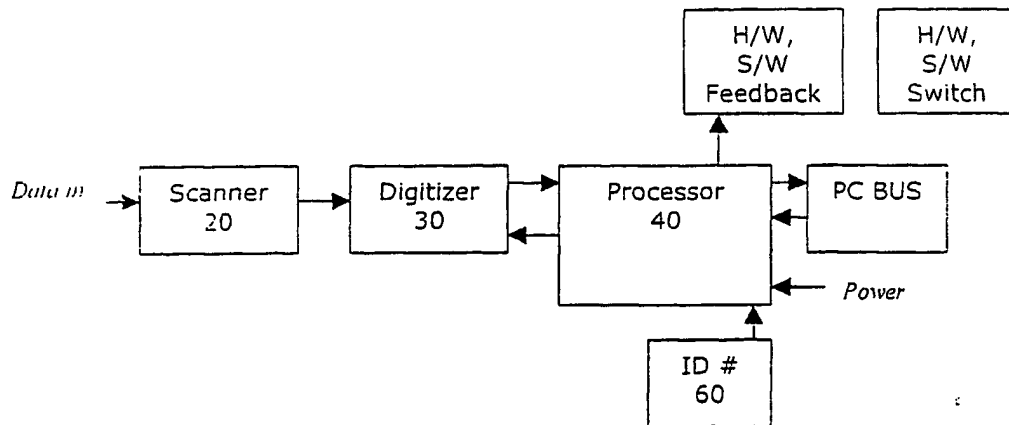 H/W,
S/W
Feedback
H/W,
S/W
Switch
Data in
Scanner
20
Digitizer
30
Processor
40
PC BUS
Power
ID #
60